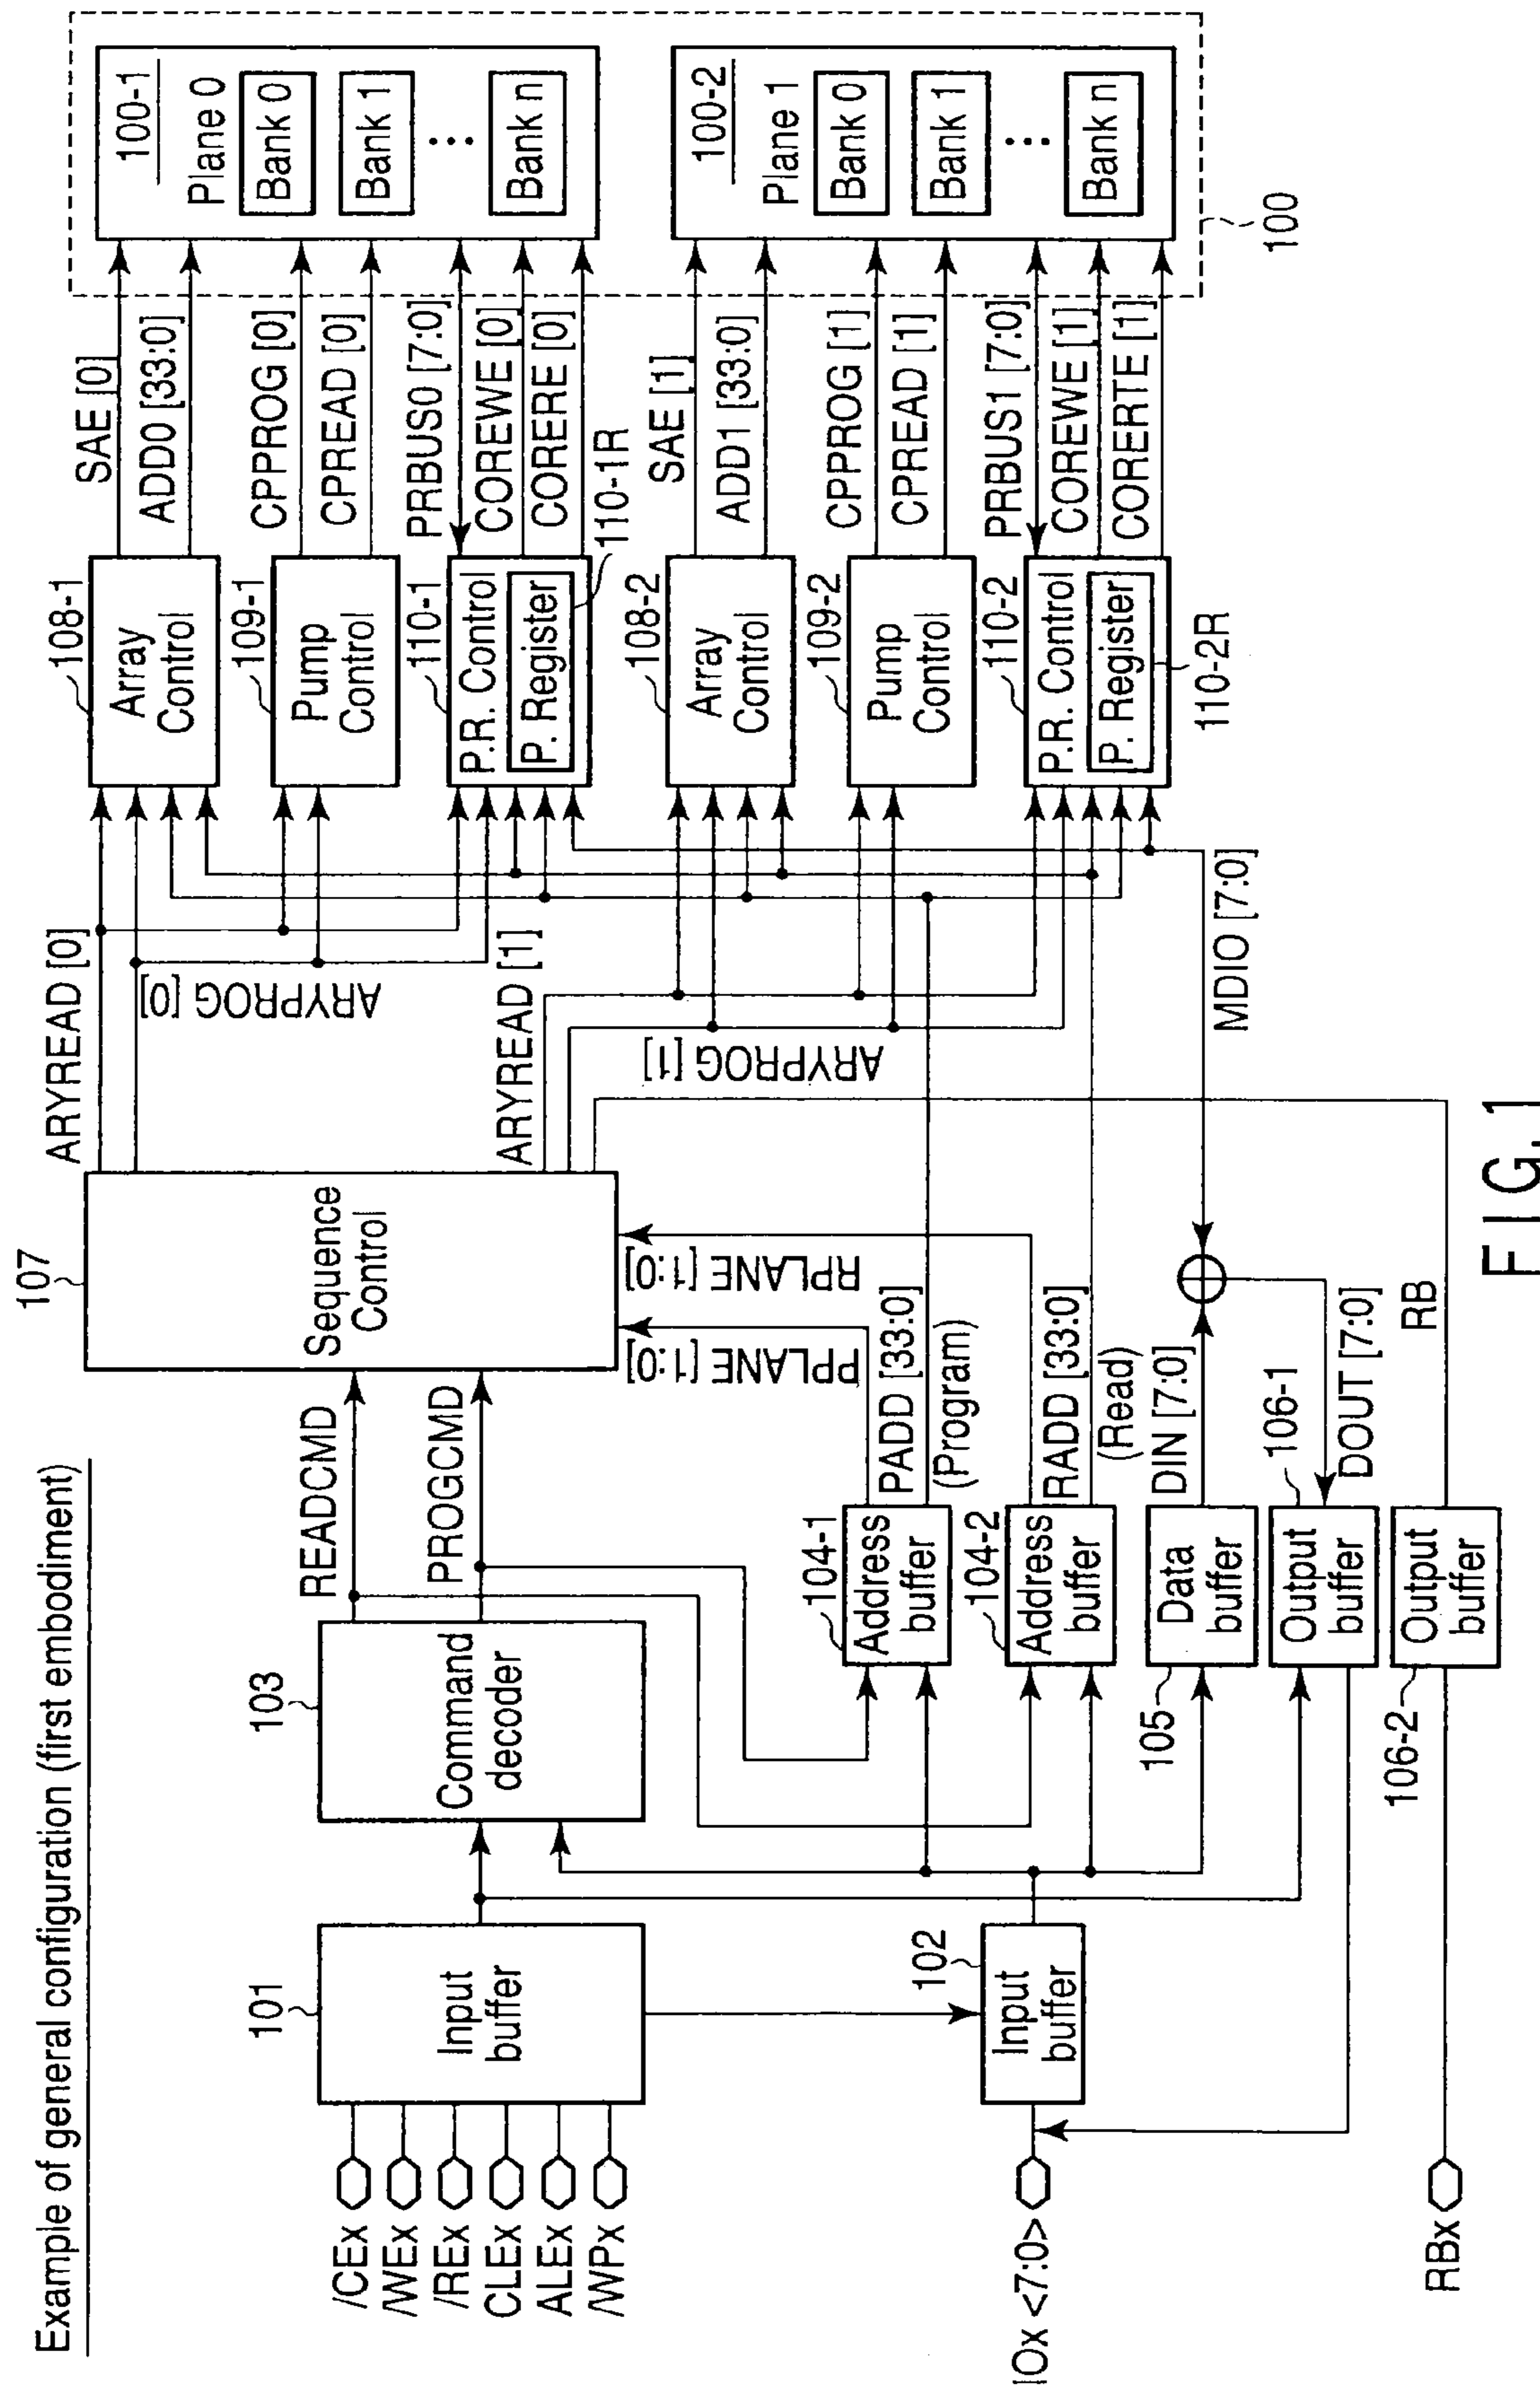 Example of general configuration (first embodiment)
/CEx
/WEx
/REx
CLEx
ALEx
/WPx
IOx <7:0>
RBx
101
Input
buffer
102
Input
buffer
103
Command
decoder
READCMD
PROGCMD
104-1
Address
buffer
104-2
Address
buffer
105
Data
buffer
106-1
Output
buffer
106-2
Output
buffer
107
Sequence
Control
PPLANE [1:0]
RPLANE [1:0]
PADD [33:0]
(Program)
RADD [33:0]
(Read)
DIN [7:0]
DOUT [7:0]
RB
MDIO [7:0]
ARYREAD [0]
ARYPROG [0]
ARYREAD [1]
ARYPROG [1]
108-1
Array
Control
109-1
Pump
Control
110-1
P.R. Control
P. Register
110-1R
108-2
Array
Control
109-2
Pump
Control
110-2
P.R. Control
P. Register
110-2R
SAE [0]
ADD0 [33:0]
CPPROG [0]
CPREAD [0]
PRBUS0 [7:0]
COREWE [0]
CORERE [0]
SAE [1]
ADD1 [33:0]
CPPROG [1]
CPREAD [1]
PRBUS1 [7:0]
COREWE [1]
CORERTE [1]
100-1
Plane 0
Bank 0
Bank 1
...
Bank n
100-2
Plane 1
Bank 0
Bank 1
...
Bank n
100
FIG. 1